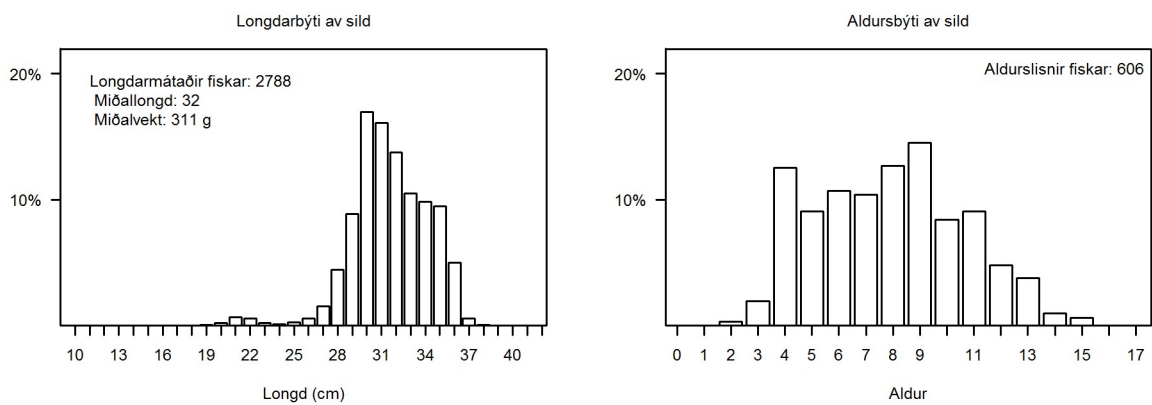 Longdarbýti av sild
20%
10%
Longdarmátaðir fiskar: 2788
Miðallongd: 32
Miðalvekt: 311 g
10 13 16 19 22 25 28 31 34 37 40
Longd (cm)
Aldursbýti av sild
20%
10%
Aldurslisnir fiskar: 606
0 1 2 3 4 5 6 7 8 9 11 13 15 17
Aldur